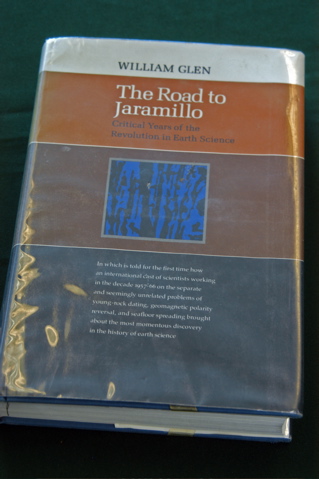 WILLIAM GLEN
The Road to
Jaramillo
Critical Years of the
Revolution in Earth Science
In which is told for the first time how
an international cast of scientists working
in the decade 1957-66 on the separate
and seemingly unrelated problems of
young-rock dating, geomagnetic polarity
reversal, and seafloor spreading brought
about the most momentous discovery
in the history of earth science